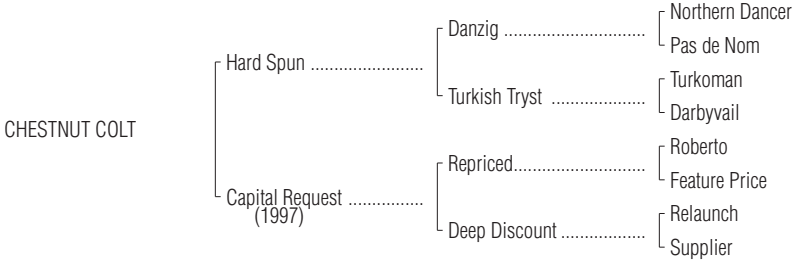 Northern Dancer
Danzig ..............................
Pas de Nom
Hard Spun ........................
Turkoman
Turkish Tryst ....................
Darbyvail
CHESTNUT COLT
Roberto
Repriced............................
Feature Price
Capital Request ................
(1997)
Relaunch
Deep Discount ..................
Supplier